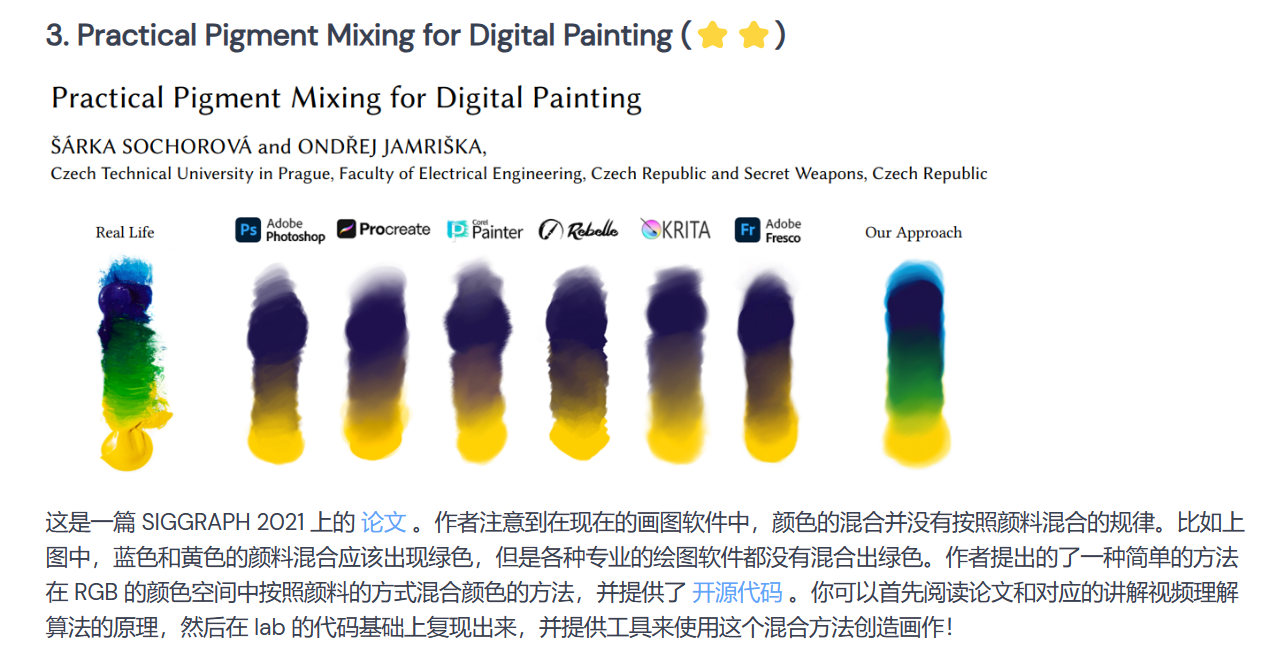 3. Practical Pigment Mixing for Digital Painting (⭐ ⭐)
Practical Pigment Mixing for Digital Painting
ŠÁRKA SOCHOROVÁ and ONDŘEJ JAMRIŠKA,
Czech Technical University in Prague, Faculty of Electrical Engineering, Czech Republic and Secret Weapons, Czech Republic
Real Life
Ps Adobe Photoshop
Procreate
Corel Painter
Rebelle
KRITA
Fr Adobe Fresco
Our Approach
这是一篇 SIGGRAPH 2021 上的 论文 。作者注意到在现在的画图软件中，颜色的混合并没有按照颜料混合的规律。比如上
图中，蓝色和黄色的颜料混合应该出现绿色，但是各种专业的绘图软件都没有混合出绿色。作者提出的了一种简单的方法
在 RGB 的颜色空间中按照颜料的方式混合颜色的方法，并提供了 开源代码 。你可以首先阅读论文和对应的讲解视频理解
算法的原理，然后在 lab 的代码基础上复现出来，并提供工具来使用这个混合方法创造画作！